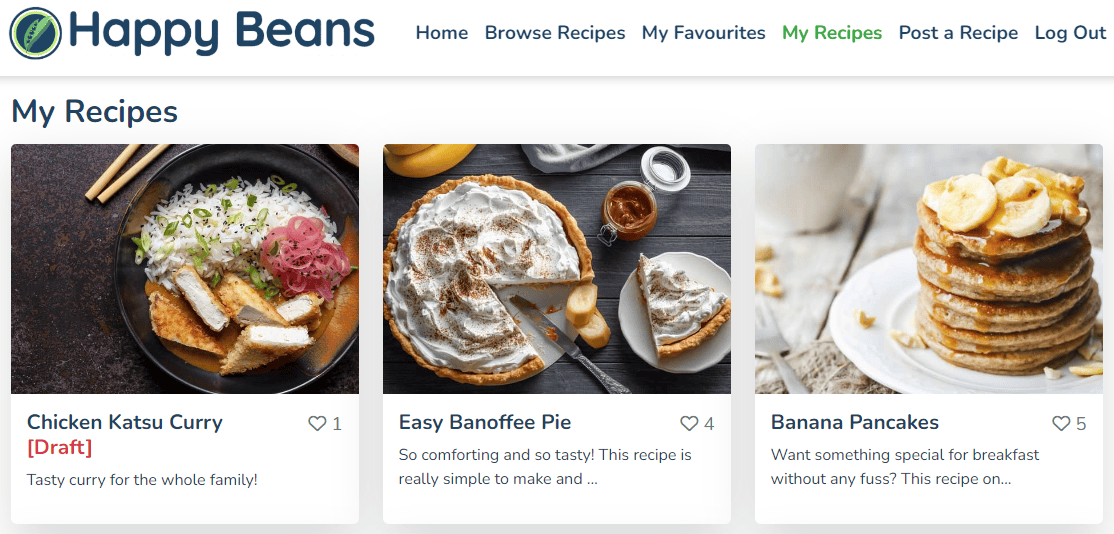 Happy Beans
Home Browse Recipes My Favourites My Recipes Post a Recipe Log Out
My Recipes
Chicken Katsu Curry
[Draft]
1
Tasty curry for the whole family!
Easy Banoffee Pie
4
So comforting and so tasty! This recipe is
really simple to make and ...
Banana Pancakes
5
Want something special for breakfast
without any fuss? This recipe on...